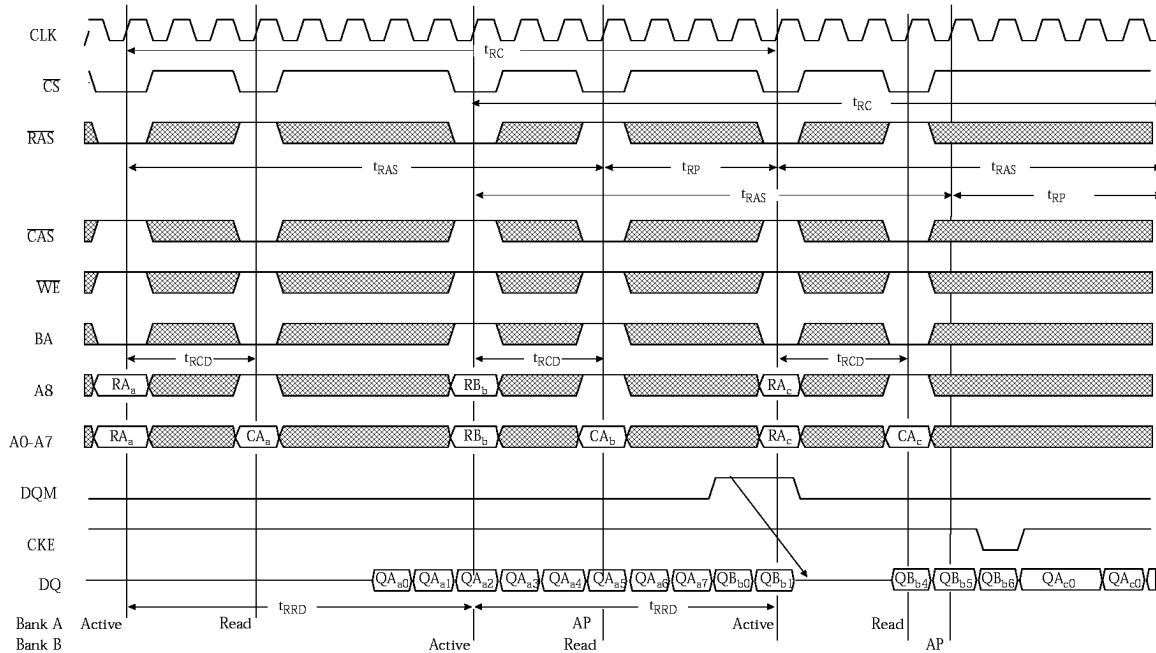 CLK
tRC
CS
tRC
RAS
tRAS tRP tRAS
tRAS tRP
CAS
WE
BA
tRCD tRCD tRCD
A8 RAa RBb RAc
A0-A7 RAa CAa RBb CAb RAc CAc
DQM
CKE
DQ QAa0 QAa1 QAa2 QAa3 QAa4 QAa5 QAa6 QAa7 QBb0 QBb1 QBb4 QBb5 QBb6 QAc0 QAc0
tRRD tRRD
Bank A Active Read AP Active Read
Bank B Active Read AP